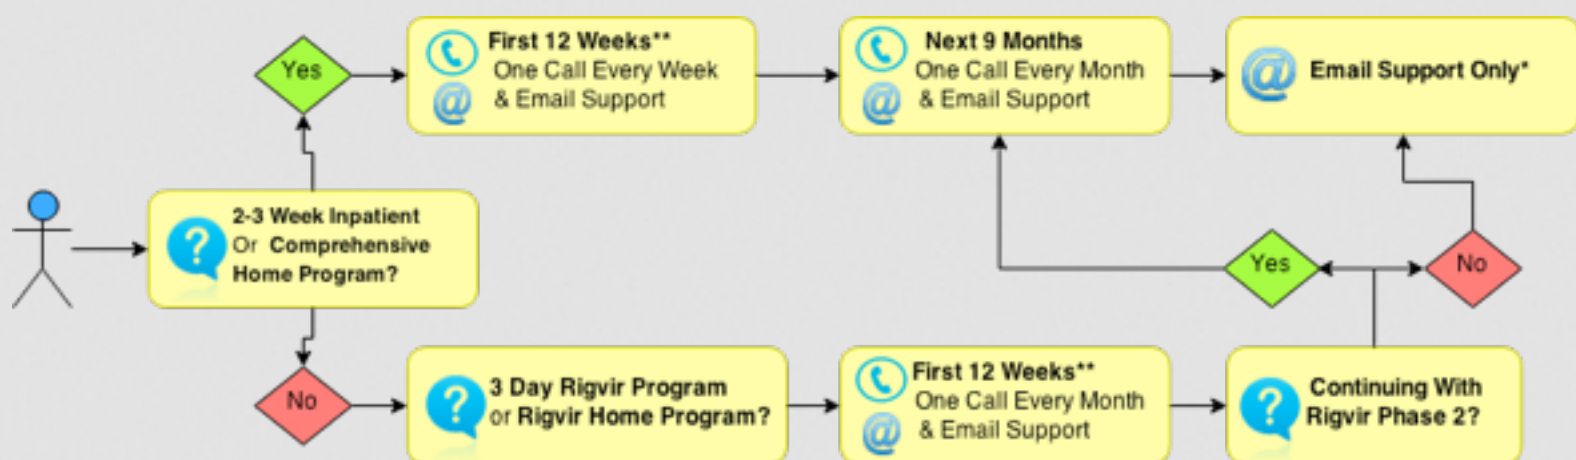 Yes
First 12 Weeks**
One Call Every Week
& Email Support
Next 9 Months
One Call Every Month
& Email Support
Email Support Only*
2-3 Week Inpatient
Or Comprehensive
Home Program?
Yes
No
No
3 Day Rigvir Program
or Rigvir Home Program?
First 12 Weeks**
One Call Every Month
& Email Support
Continuing With
Rigvir Phase 2?